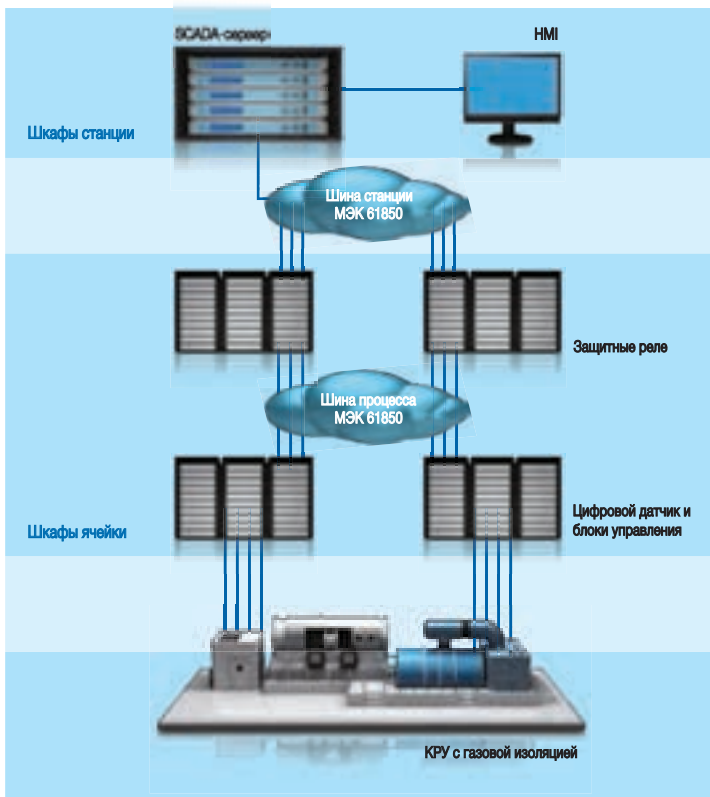 SCADA-сервер
HMI
Шкафы станции
Шина станции
МЭК 61850
Защитные реле
Шина процесса
МЭК 61850
Цифровой датчик и
блоки управления
Шкафы ячейки
КРУ с газовой изоляцией